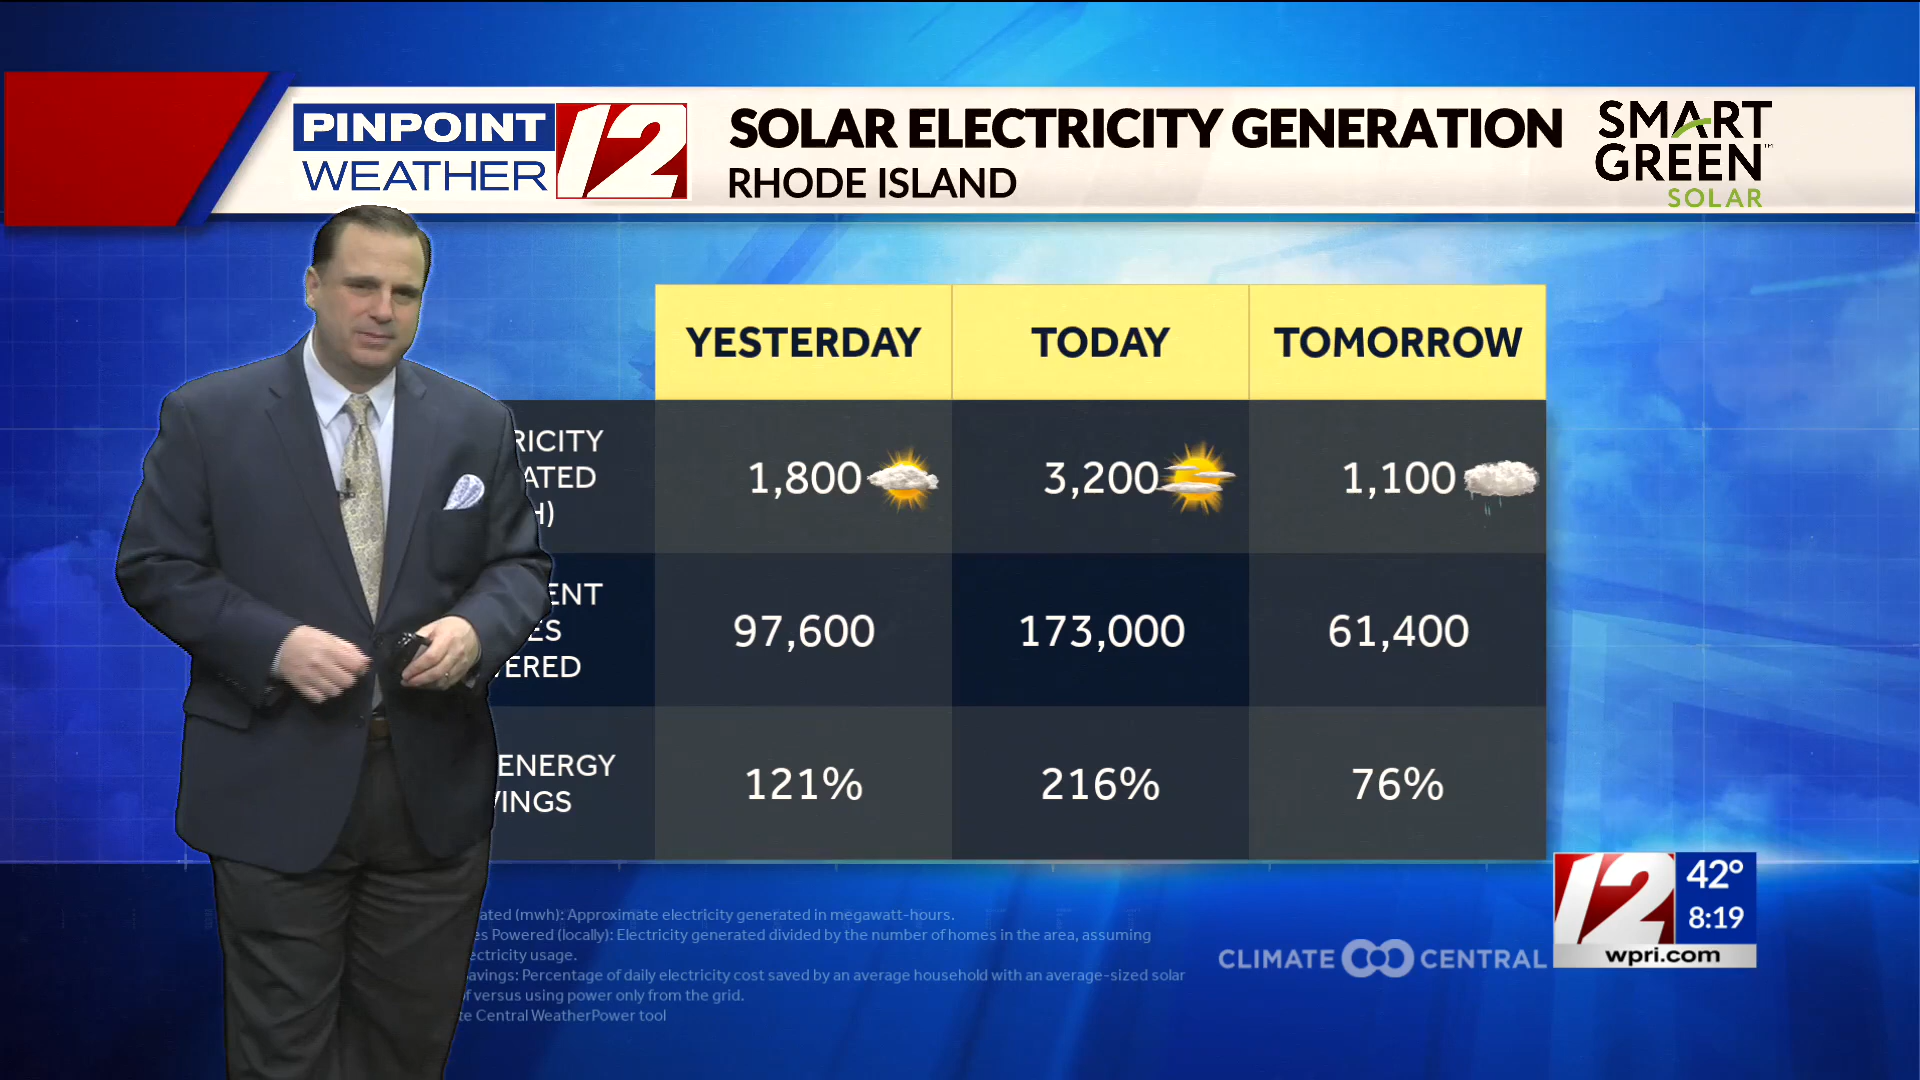 PINPOINT
WEATHER 12
SOLAR ELECTRICITY GENERATION
RHODE ISLAND
SMART
GREEN™
SOLAR
YESTERDAY TODAY TOMORROW
RICITY
ATED
H)
1,800 3,200 1,100
ENT
ES
ERED
97,600 173,000 61,400
ENERGY
INGS
121% 216% 76%
ated (mwh): Approximate electricity generated in megawatt-hours.
es Powered (locally): Electricity generated divided by the number of homes in the area, assuming
ectricity usage.
avings: Percentage of daily electricity cost saved by an average household with an average-sized solar
f versus using power only from the grid.
te Central WeatherPower tool
CLIMATE CENTRAL
12 42°
8:19
wpri.com